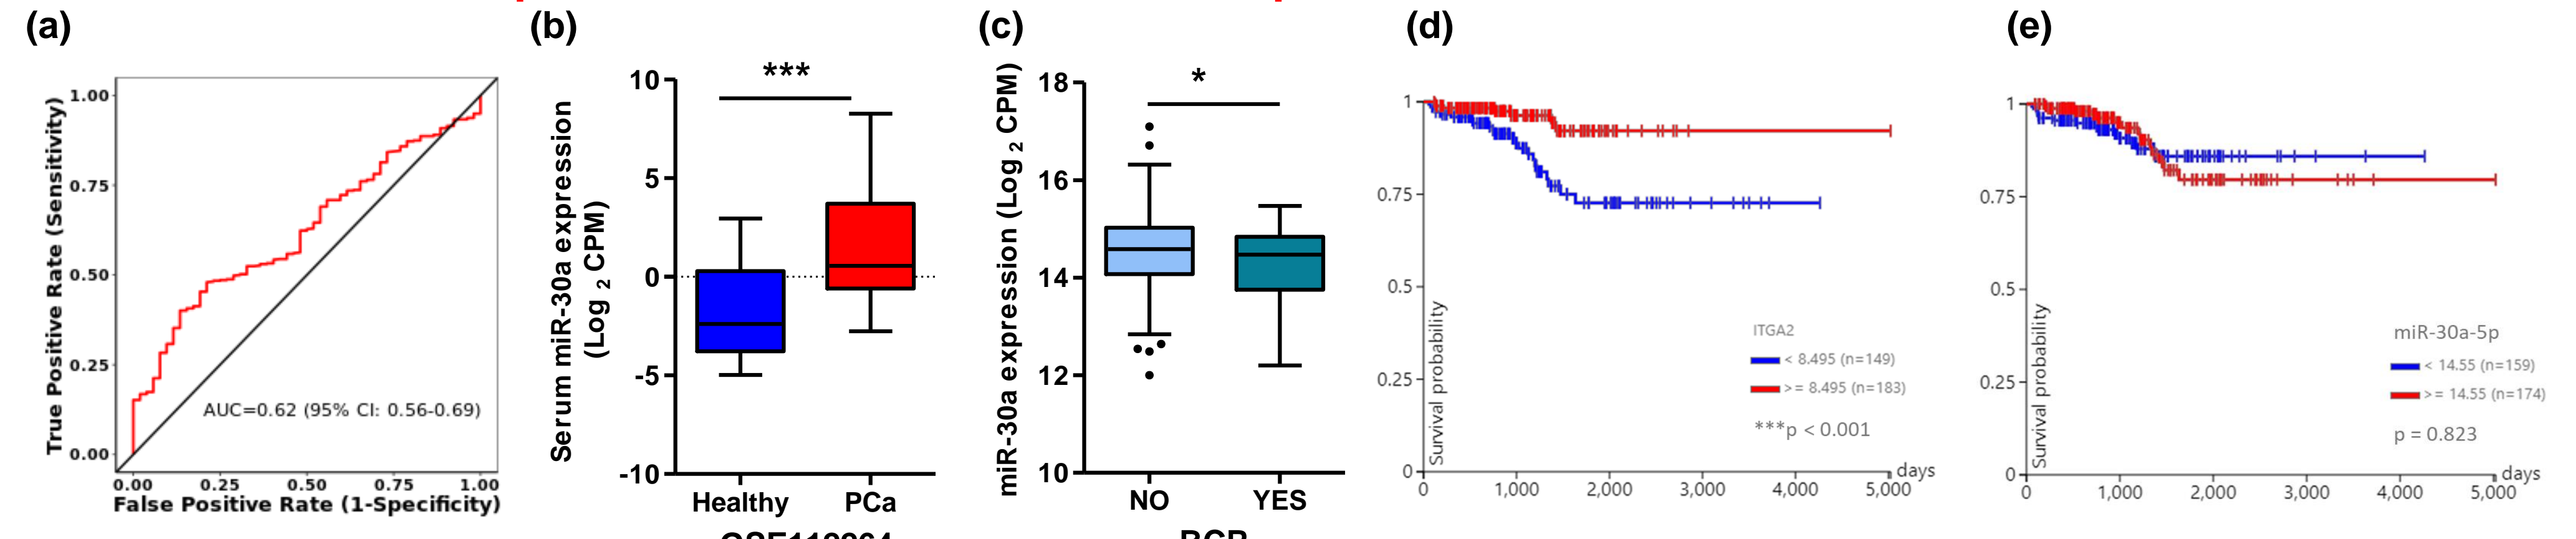 (a)
True Positive Rate (Sensitivity)
1.00
0.75
0.50
0.25
0.00
AUC=0.62 (95% CI: 0.56-0.69)
0.00 0.25 0.50 0.75 1.00
False Positive Rate (1-Specificity)
(b)
Serum miR-30a expression
(Log 2 CPM)
***
10
5
0
-5
-10
Healthy PCa
(c)
miR-30a expression (Log 2 CPM)
*
18
16
14
12
10
NO YES
(d)
1
0.75
0.5
0.25
0
Survival probability
ITGA2
< 8.495 (n=149)
>= 8.495 (n=183)
***p < 0.001
days
0 1,000 2,000 3,000 4,000 5,000
(e)
1
0.75
0.5
0.25
0
Survival probability
miR-30a-5p
< 14.55 (n=159)
>= 14.55 (n=174)
p = 0.823
days
0 1,000 2,000 3,000 4,000 5,000